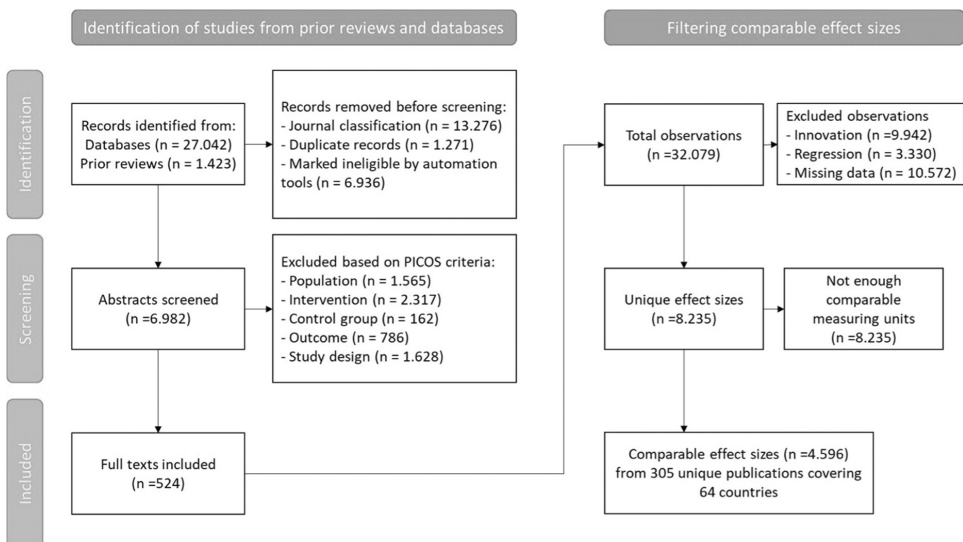 Identification of studies from prior reviews and databases
Filtering comparable effect sizes
Identification
Records identified from:
Databases (n = 27.042)
Prior reviews (n = 1.423)
Records removed before screening:
- Journal classification (n = 13.276)
- Duplicate records (n = 1.271)
- Marked ineligible by automation
tools (n = 6.936)
Total observations
(n =32.079)
Excluded observations
- Innovation =9.942)
- Regression (n = 3.330)
- Missing data (n = 10.572)
Screening
Abstracts screened
(n =6.982)
Excluded based on PICOS criteria:
- Population (n = 1.565)
- Intervention (n = 2.317)
- Control group (n = 162)
- Outcome (n = 786)
- Study design (n = 1.628)
Unique effect sizes
(n =8.235)
Not enough
comparable
measuring units
(n =8.235)
Included
Full texts included
(n =524)
Comparable effect sizes (n =4.596)
from 305 unique publications covering
64 countries